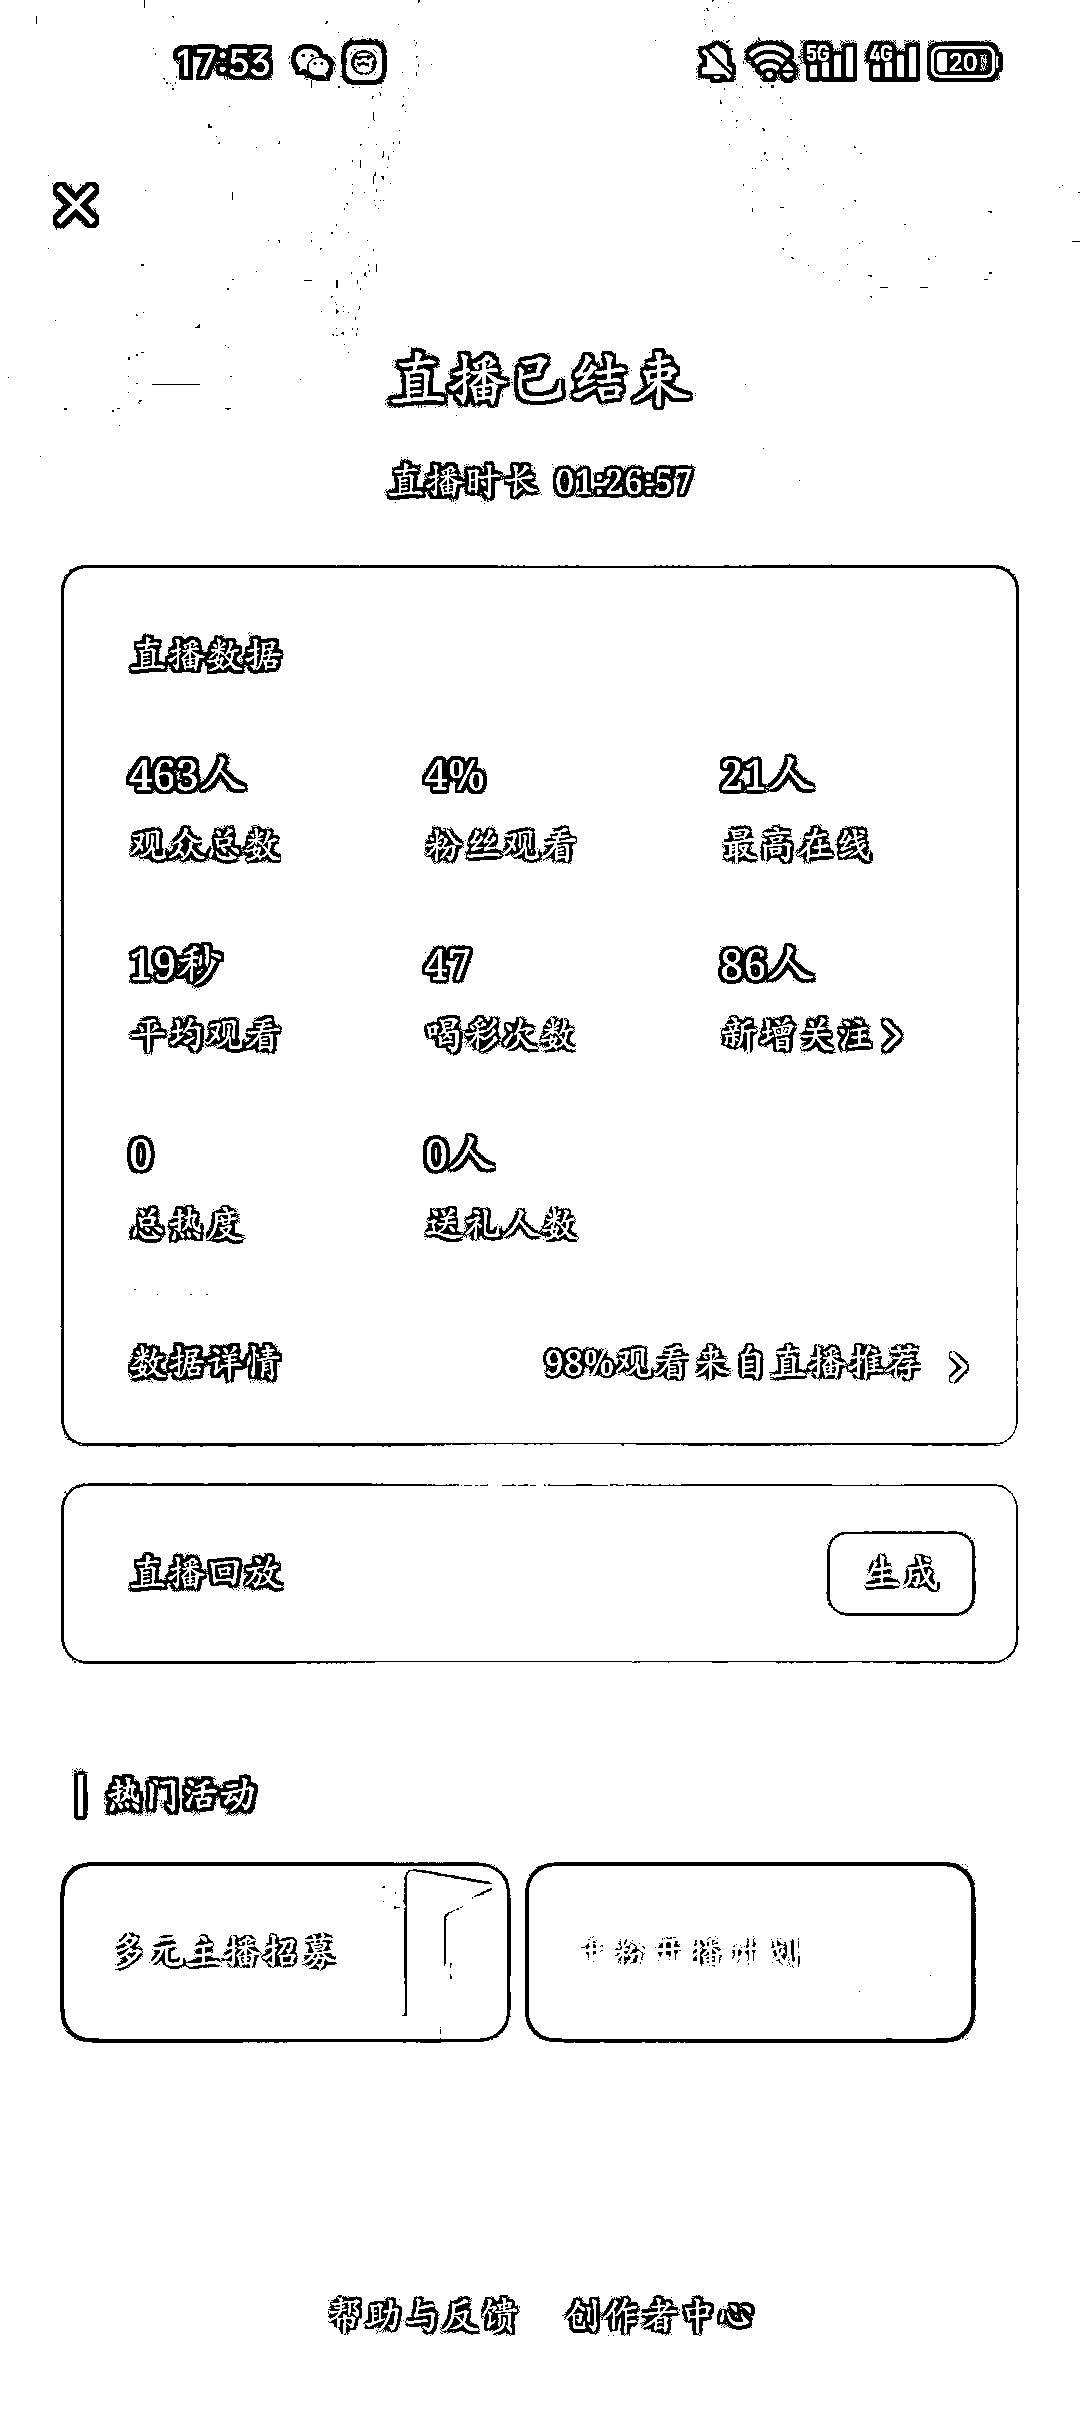 17:53 5G 4G 20
直播已结束
直播时长 01:26:57
直播数据
463人 4% 21人
观众总数 粉丝观看 最高在线
19秒 47 86人
平均观看 喝彩次数 新增关注
0 0人
总热度 送礼人数
数据详情 98%观看来自直播推荐
直播回放 生成
热门活动
多元主播招募 粉开播计划
帮助与反馈 创作者中心